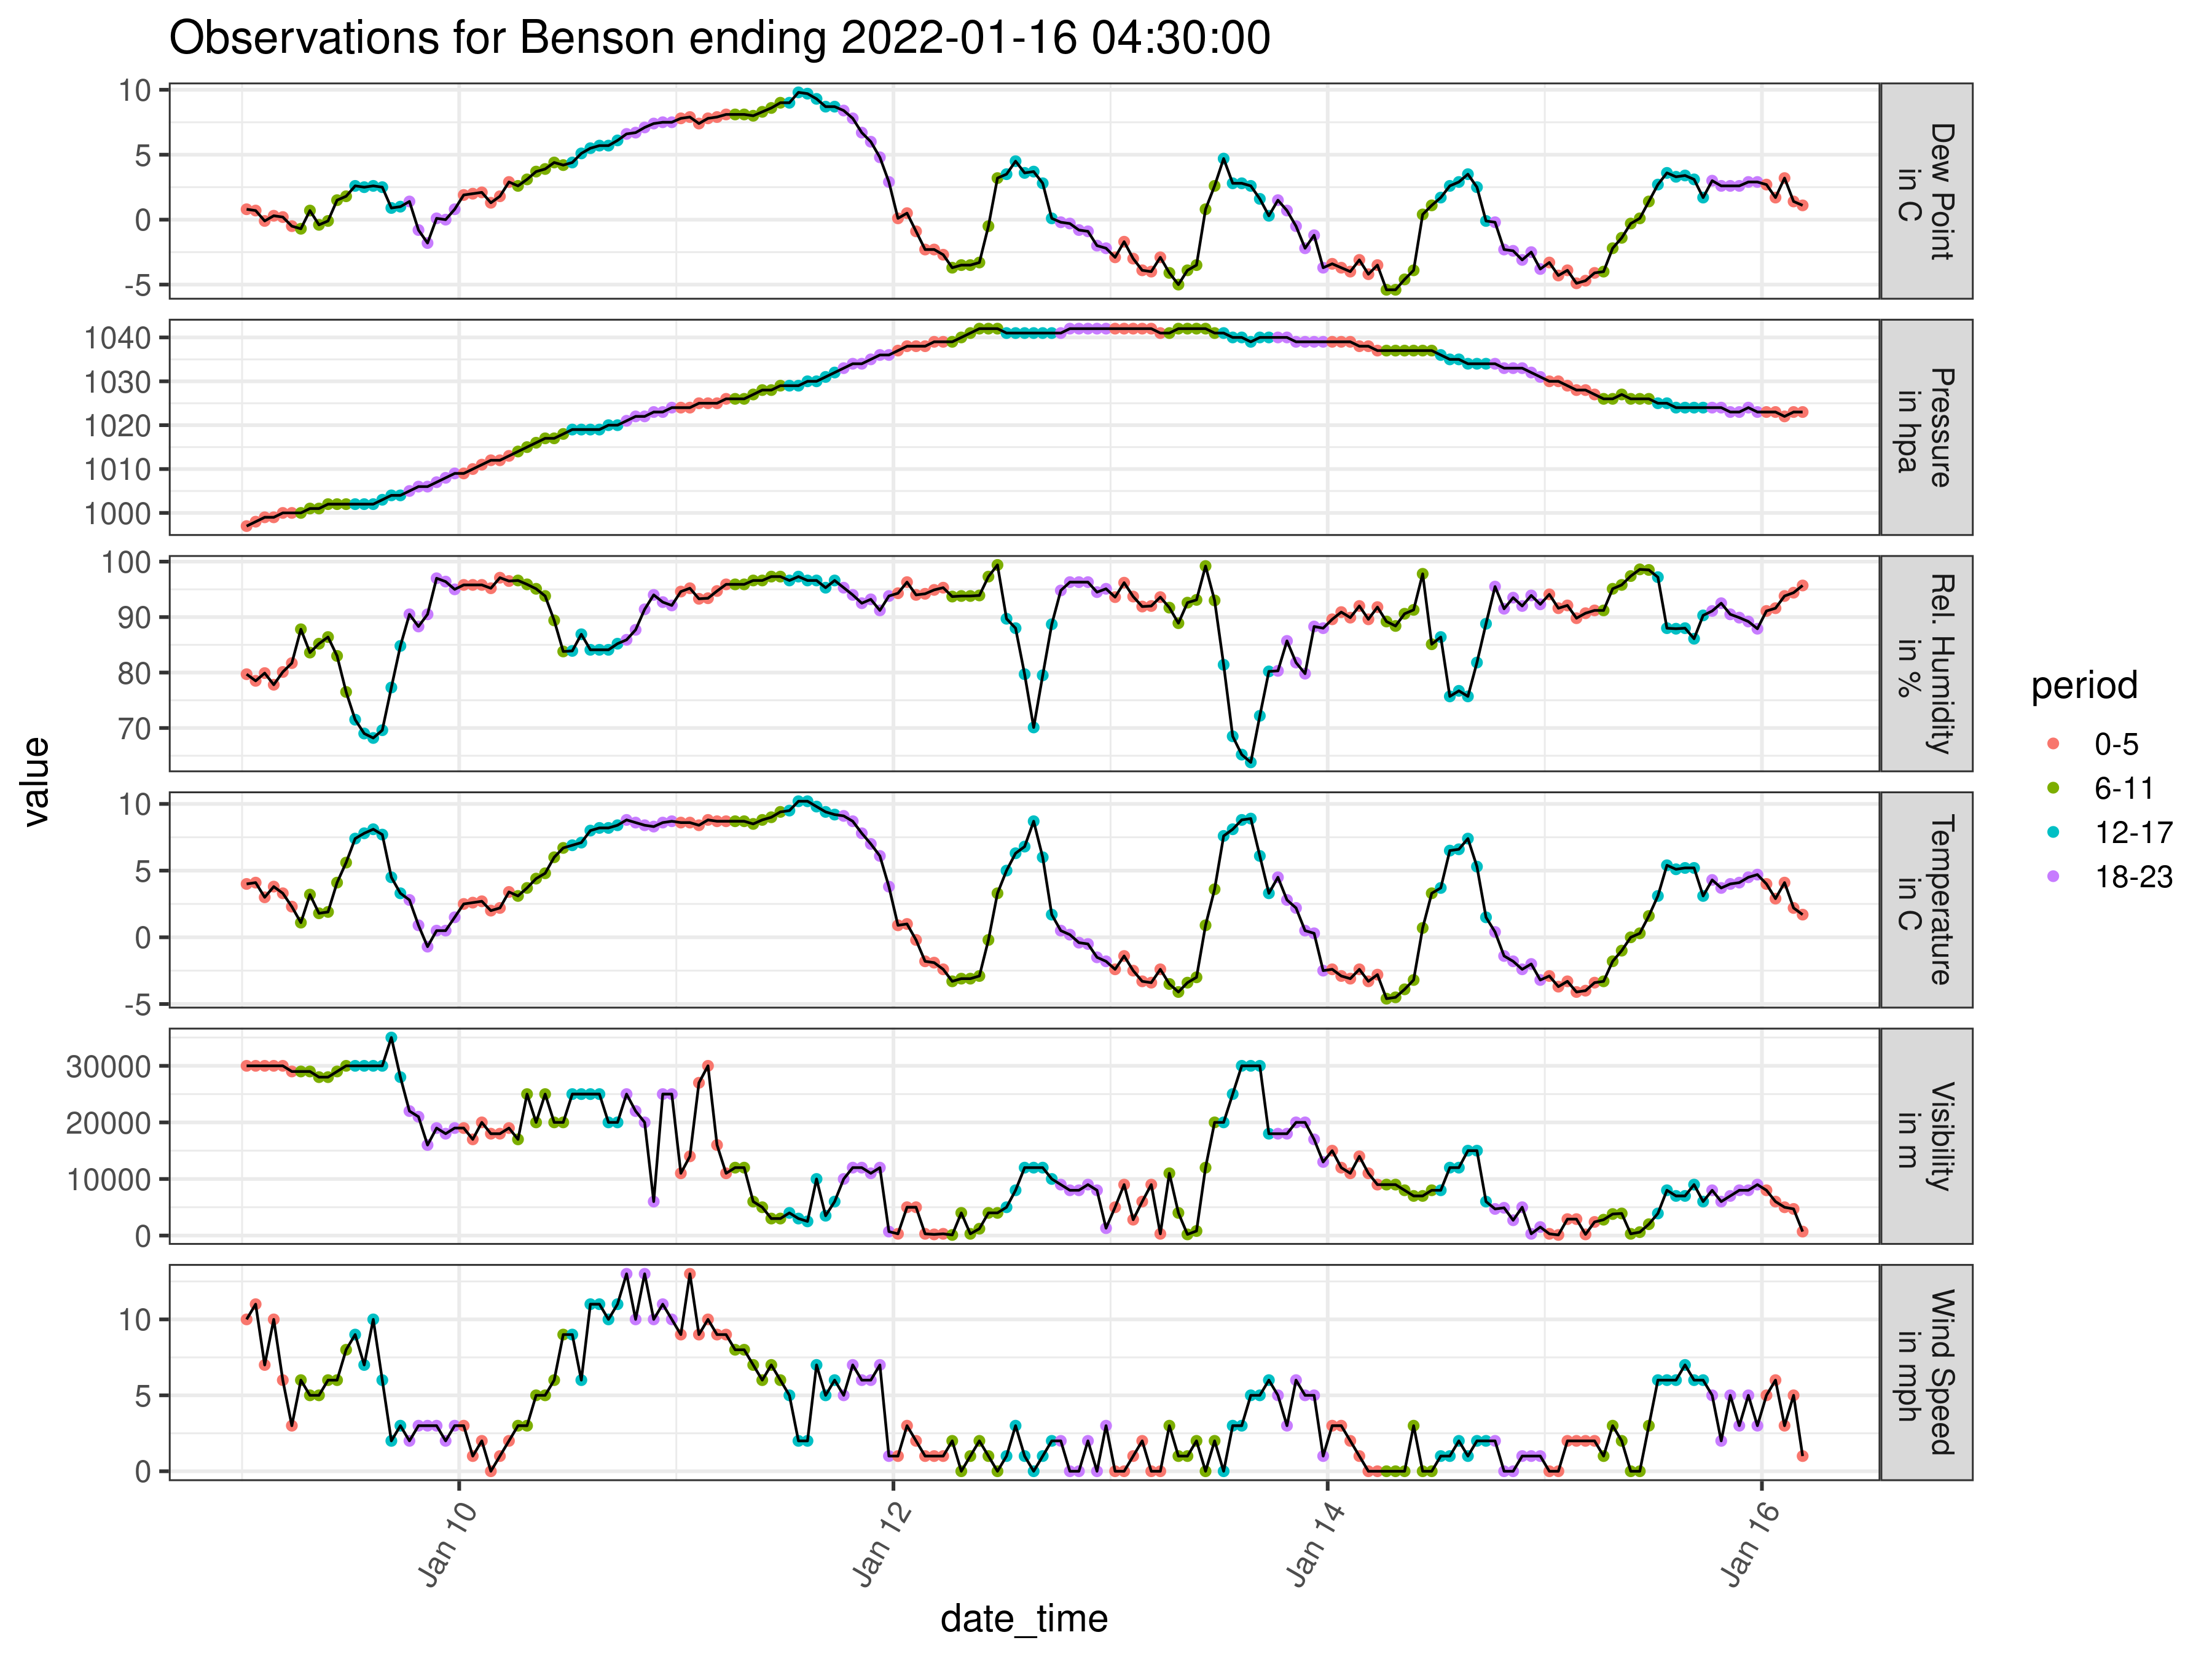 Observations for Benson ending 2022-01-16 04:30:00
value
10
5
0
-5
Dew Point
in C
1040
1030
1020
1010
1000
Pressure
in hpa
100
90
80
70
Rel. Humidity
in %
10
5
0
-5
Temperature
in C
30000
20000
10000
0
Visibility
in m
10
5
0
Wind Speed
in mph
Jan 10
Jan 12
Jan 14
Jan 16
date_time
period
0-5
6-11
12-17
18-23